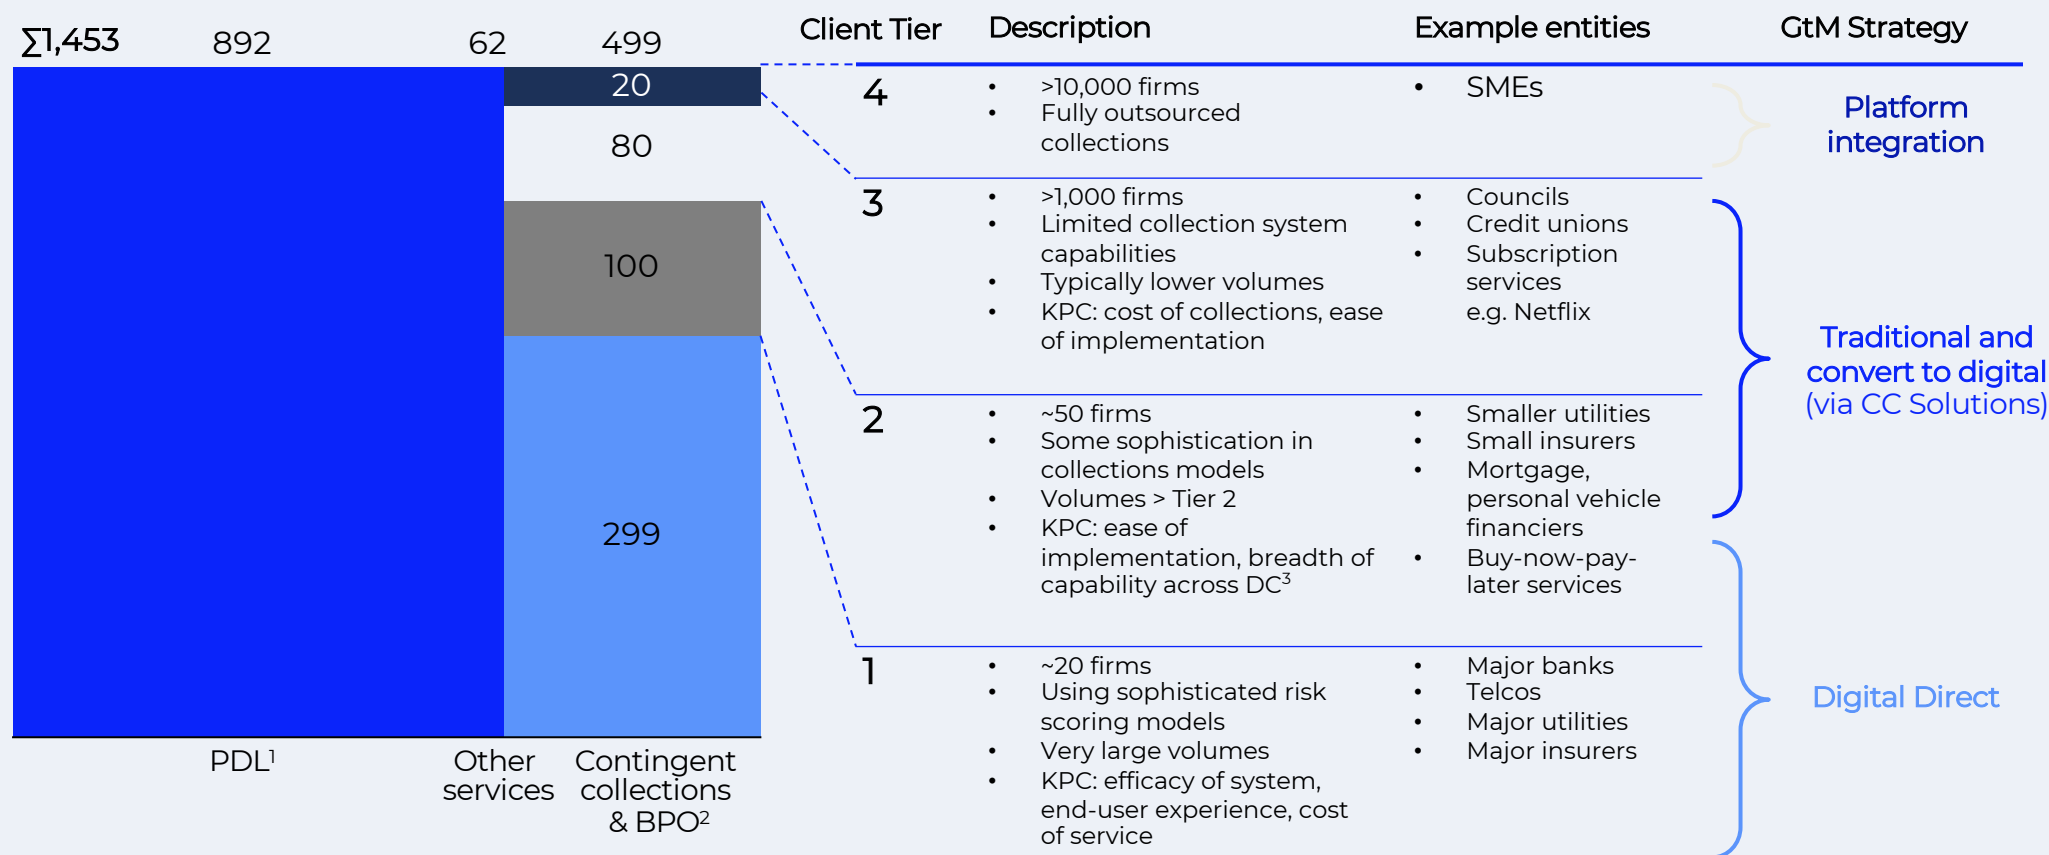 ∑1,453
892
62
499
20
80
100
299
PDL¹
Other
services
Contingent
collections
& BPO²
Client Tier
Description
Example entities
GtM Strategy
4
• >10,000 firms
• Fully outsourced
collections
• SMEs
Platform
integration
3
• >1,000 firms
• Limited collection system
capabilities
• Typically lower volumes
• KPC: cost of collections, ease
of implementation
• Councils
• Credit unions
• Subscription
services
e.g. Netflix
Traditional and
convert to digital
(via CC Solutions)
2
• ~50 firms
• Some sophistication in
collections models
• Volumes > Tier 2
• KPC: ease of
implementation, breadth of
capability across DC³
• Smaller utilities
• Small insurers
• Mortgage,
personal vehicle
financiers
• Buy-now-pay-
later services
1
• ~20 firms
• Using sophisticated risk
scoring models
• Very large volumes
• KPC: efficacy of system,
end-user experience, cost
of service
• Major banks
• Telcos
• Major utilities
• Major insurers
Digital Direct